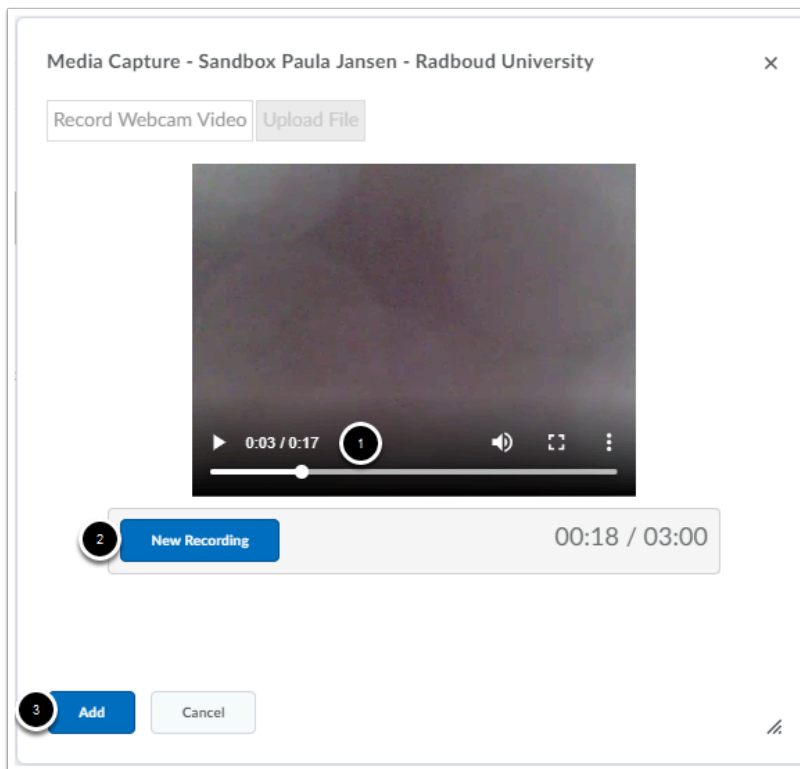 Media Capture - Sandbox Paula Jansen - Radboud University
Record Webcam Video Upload File
0:03 / 0:17 1
2 New Recording 00:18 / 03:00
3 Add Cancel